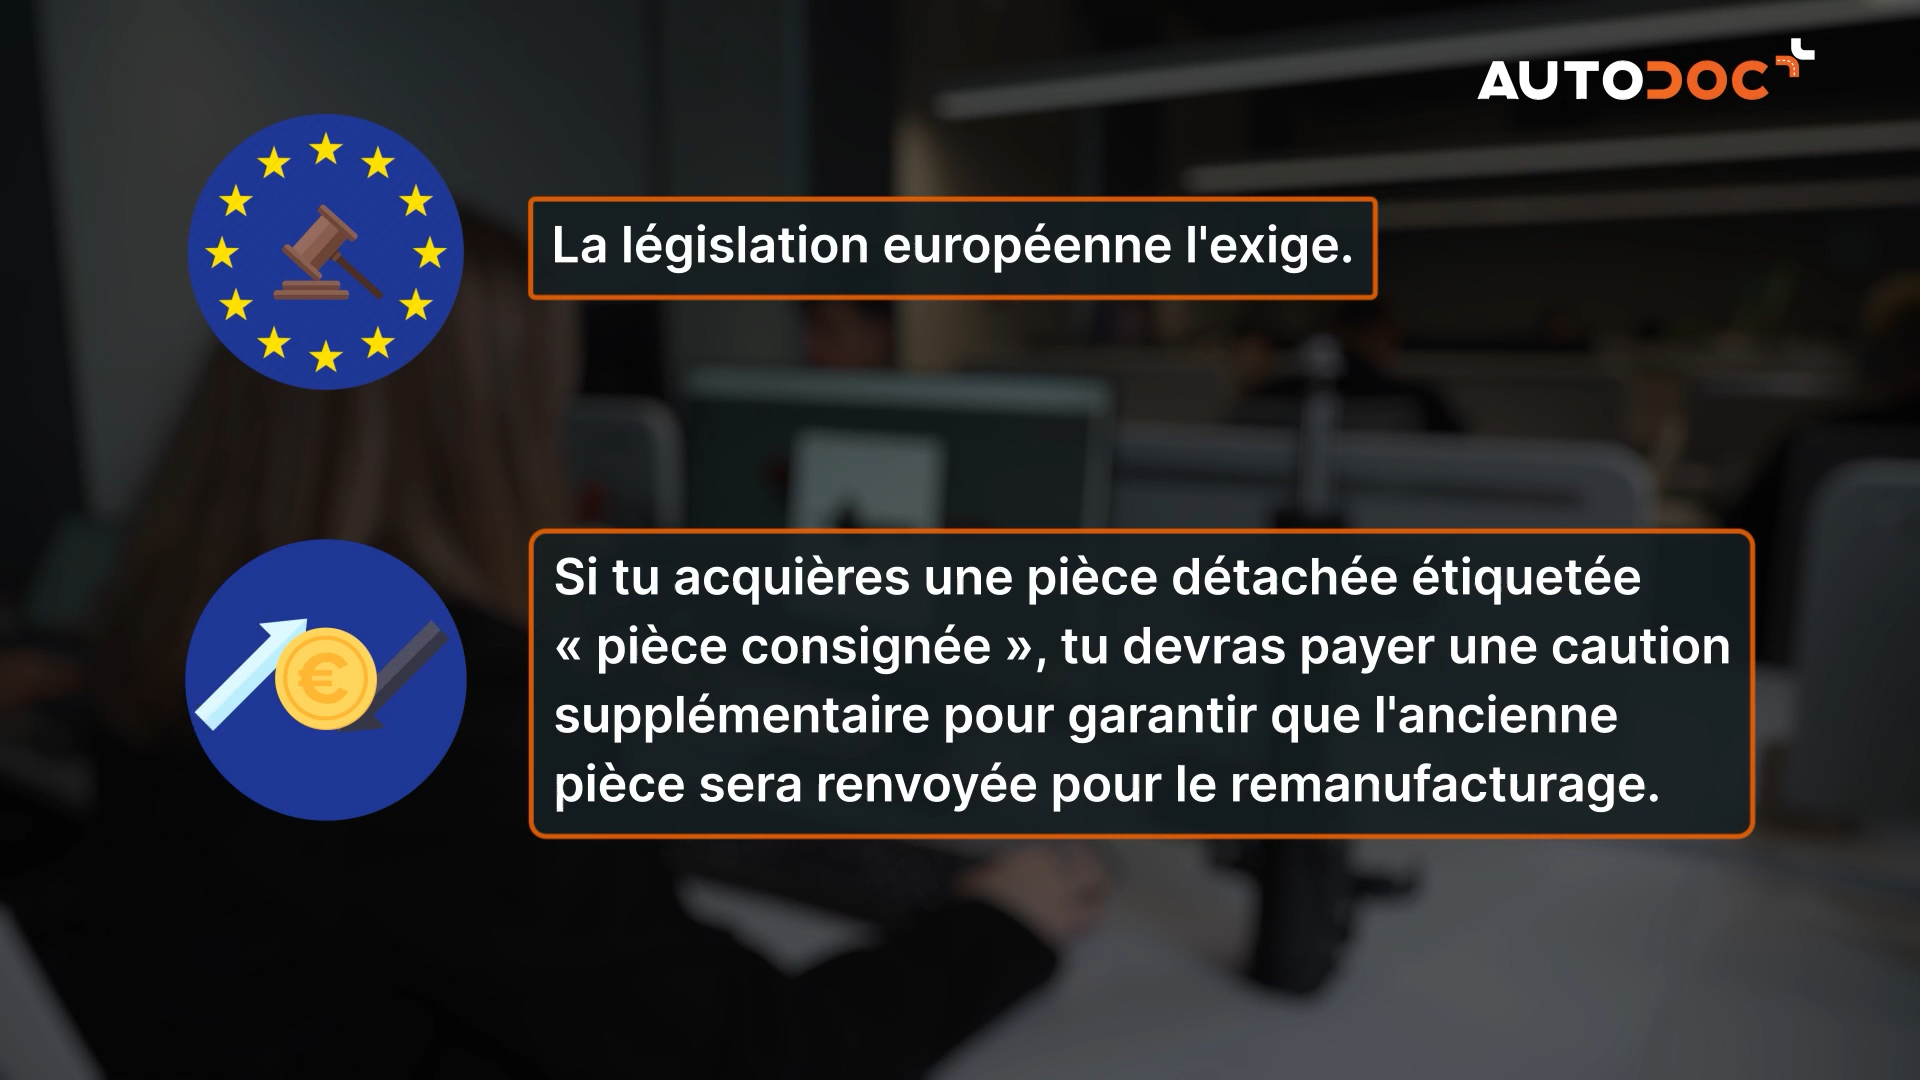 AUTODOC
La législation européenne l'exige.
Si tu acquières une pièce détachée étiquetée
« pièce consignée », tu devras payer une caution
supplémentaire pour garantir que l'ancienne
pièce sera renvoyée pour le remanufacturage.